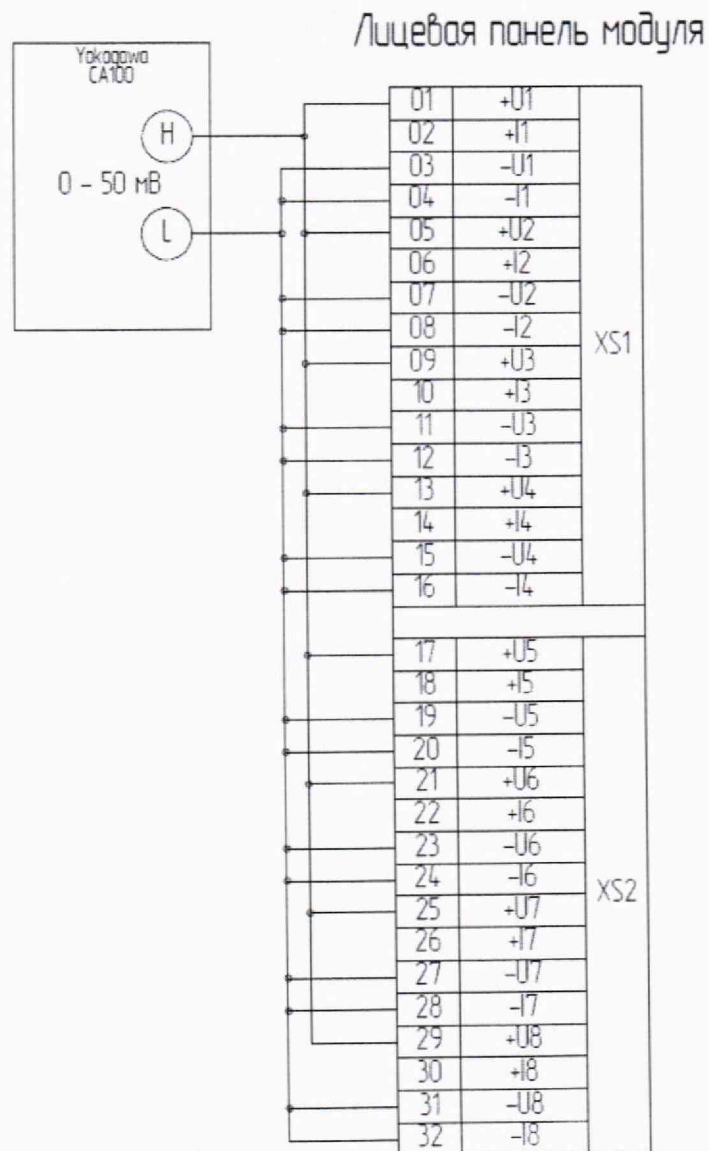 Лицевая панель модуля
Yokogawa
CA100
H
0 – 50 мВ
L
01 +U1
02 +I1
03 -U1
04 -I1
05 +U2
06 +I2
07 -U2
08 -I2
09 +U3
10 +I3
11 -U3
12 -I3
13 +U4
14 +I4
15 -U4
16 -I4
XS1
17 +U5
18 +I5
19 -U5
20 -I5
21 +U6
22 +I6
23 -U6
24 -I6
25 +U7
26 +I7
27 -U7
28 -I7
29 +U8
30 +I8
31 -U8
32 -I8
XS2